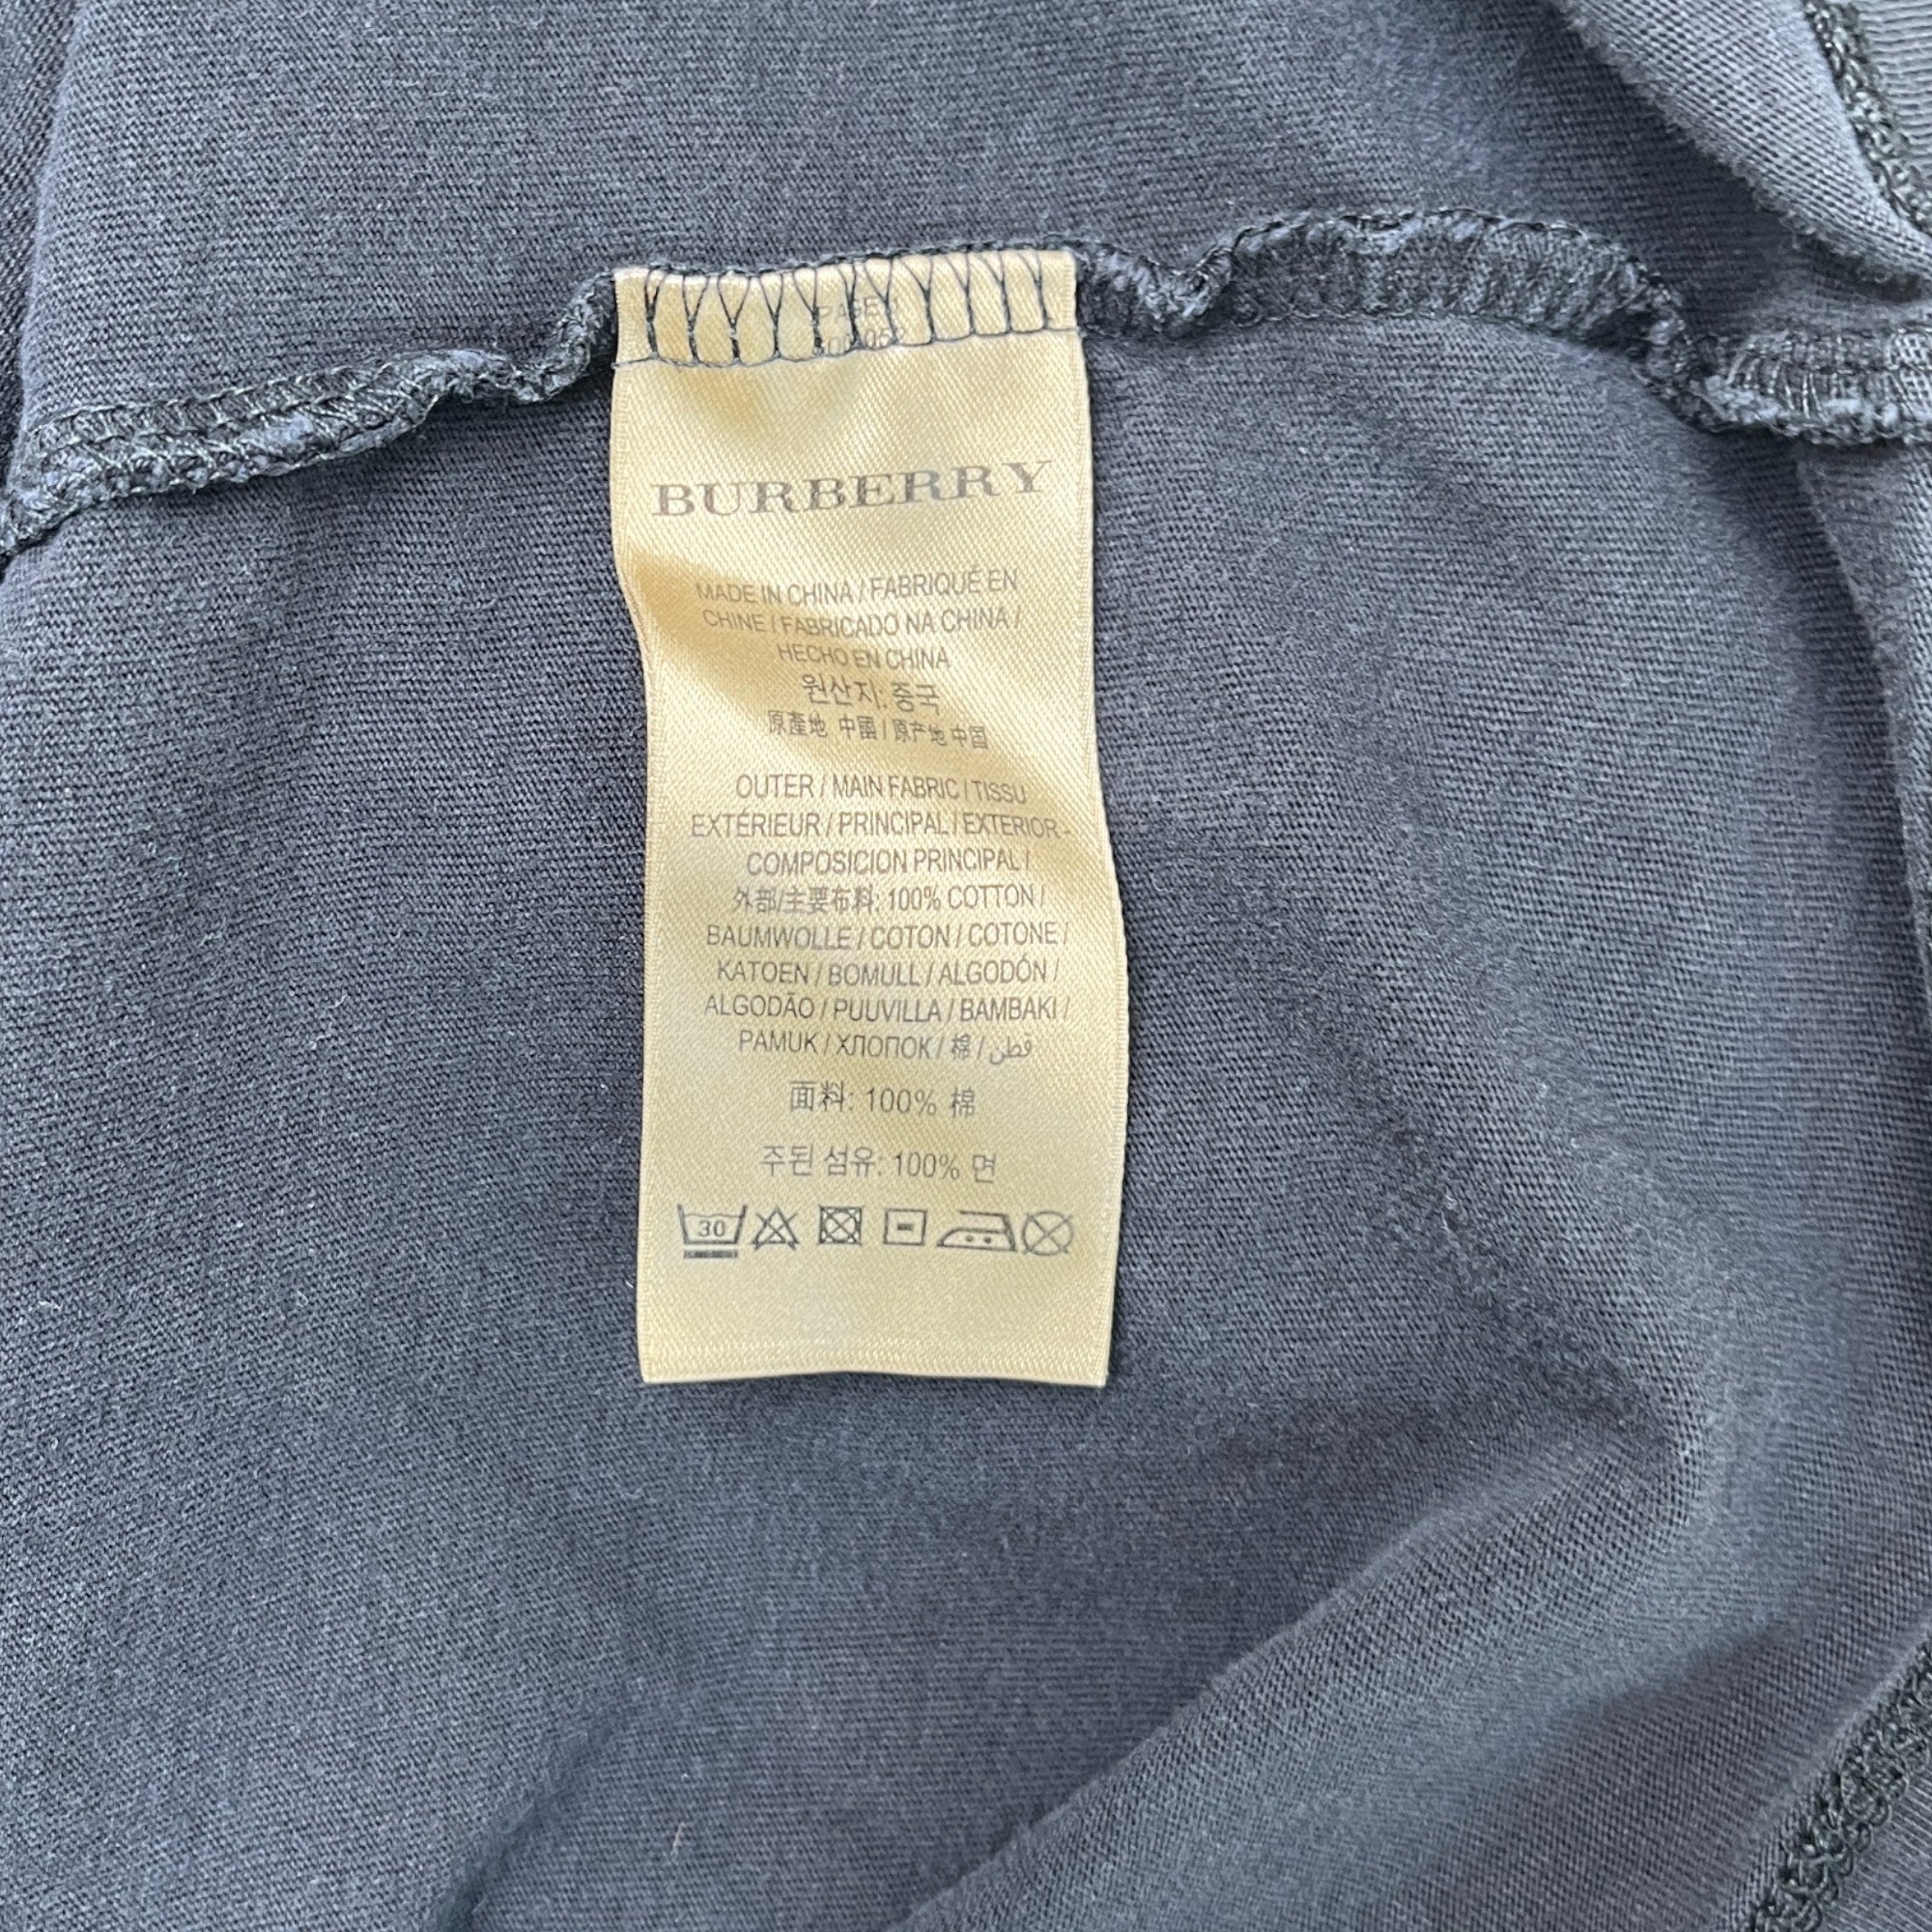 BURBERRY
MADE IN CHINA / FABRIQUÉ EN
CHINE / FABRICADO NA CHINA /
HECHO EN CHINA
원산지: 중국
原產地 中國 / 原产地 中国
OUTER / MAIN FABRIC / TISSU
EXTÉRIEUR / PRINCIPAL / EXTERIOR -
COMPOSICION PRINCIPAL /
外部/主要布料: 100% COTTON /
BAUMWOLLE / COTON / COTONE /
KATOEN / BOMULL / ALGODÓN /
ALGODÃO / PUUVILLA / BAMBAKI /
PAMUK / ХЛОПОК / 棉 / قطن
面料: 100% 棉
주된 섬유: 100% 면
30